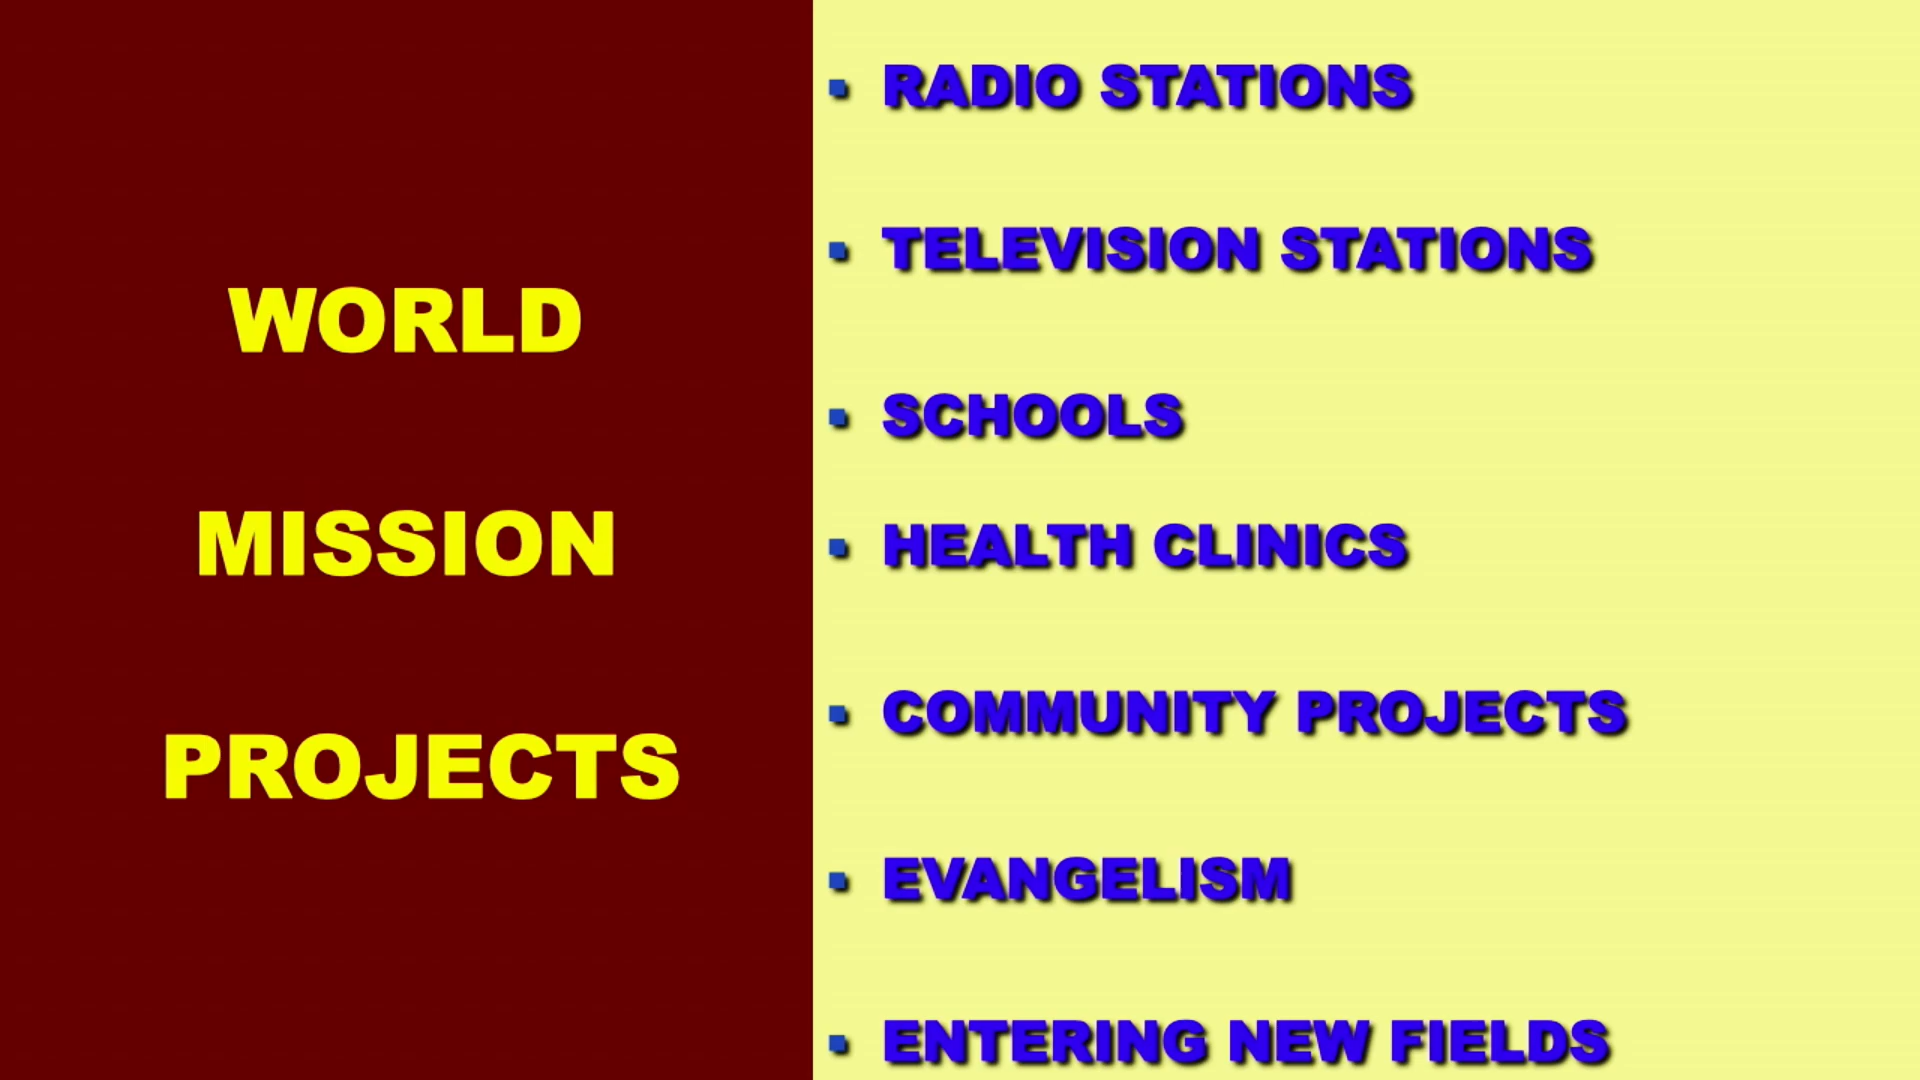 WORLD
MISSION
PROJECTS
▪ RADIO STATIONS
▪ TELEVISION STATIONS
▪ SCHOOLS
▪ HEALTH CLINICS
▪ COMMUNITY PROJECTS
▪ EVANGELISM
▪ ENTERING NEW FIELDS